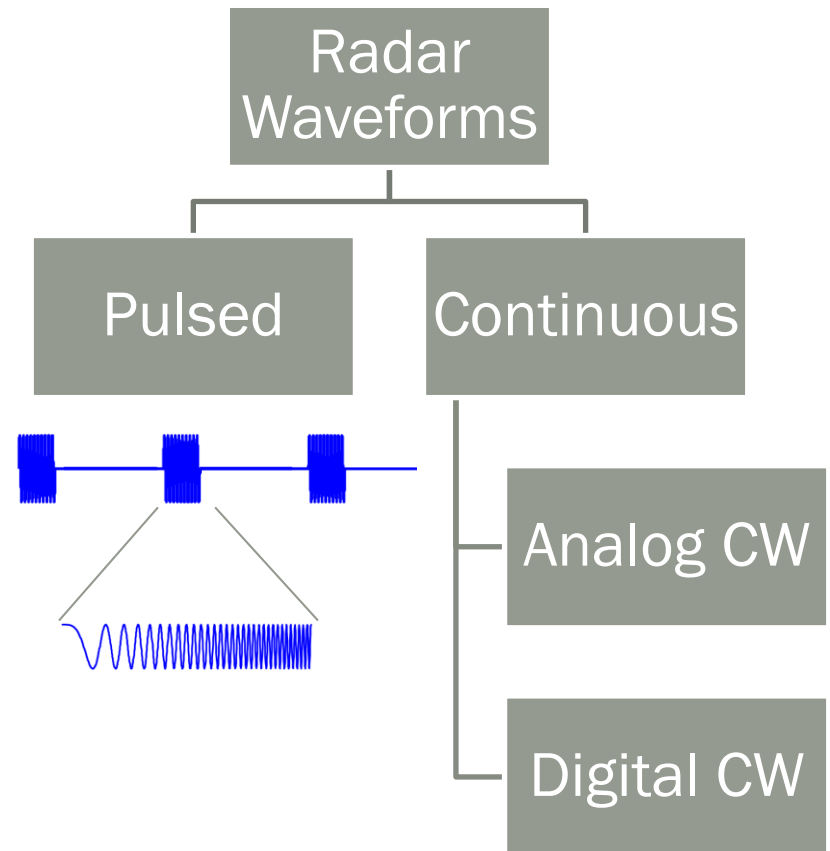 Radar
Waveforms
Pulsed
Continuous
Analog CW
Digital CW